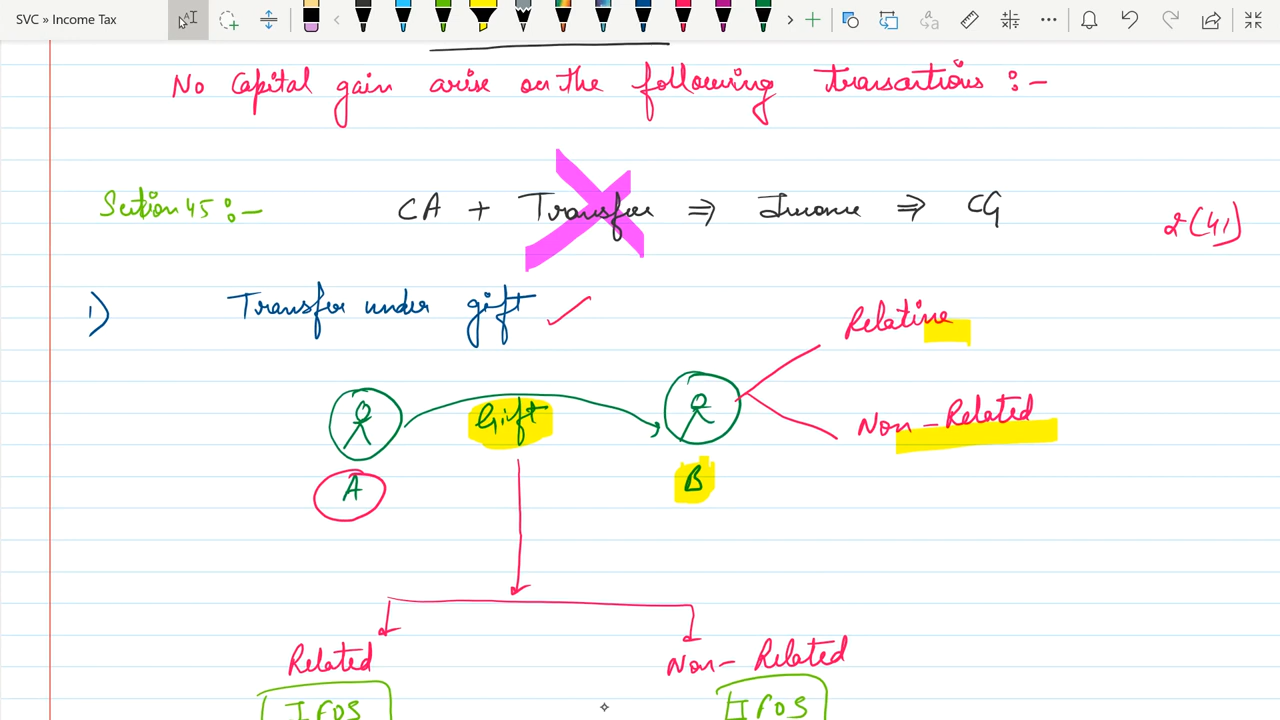 SVC » Income Tax
No Capital gain arise on the following transactions :-
Section 45 :-
CA + Transfer ⇒ Income ⇒ CG
2(41)
1) Transfer under gift ✓
Relative
Gift
Non-Related
A
B
Related
Non-Related
IFOS
IFOS